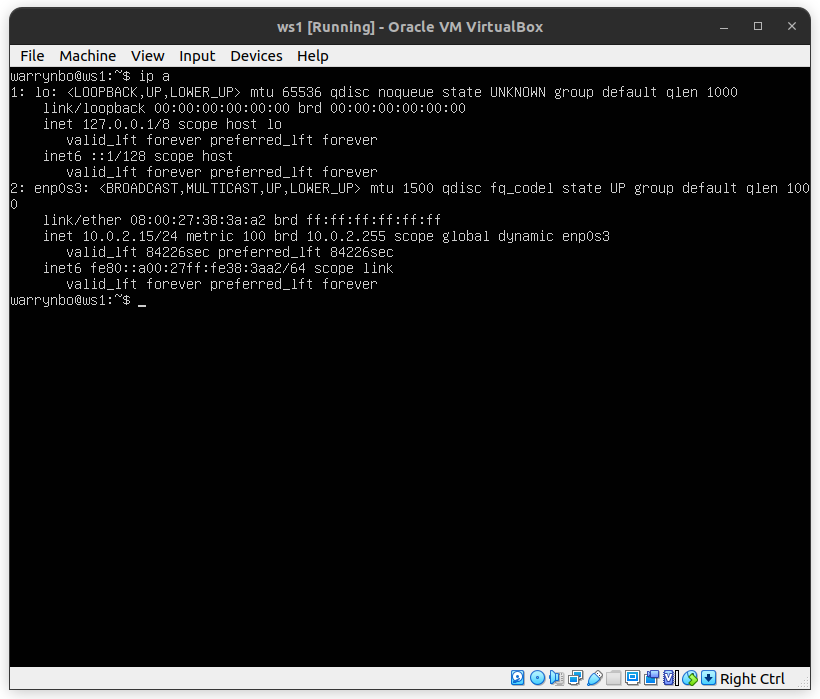 ws1 [Running] - Oracle VM VirtualBox
File Machine View Input Devices Help
warrynbo@ws1:~$ ip a
1: lo: <LOOPBACK,UP,LOWER_UP> mtu 65536 qdisc noqueue state UNKNOWN group default qlen 1000
    link/loopback 00:00:00:00:00:00 brd 00:00:00:00:00:00
    inet 127.0.0.1/8 scope host lo
       valid_lft forever preferred_lft forever
    inet6 ::1/128 scope host
       valid_lft forever preferred_lft forever
2: enp0s3: <BROADCAST,MULTICAST,UP,LOWER_UP> mtu 1500 qdisc fq_codel state UP group default qlen 100
0
    link/ether 08:00:27:38:3a:a2 brd ff:ff:ff:ff:ff:ff
    inet 10.0.2.15/24 metric 100 brd 10.0.2.255 scope global dynamic enp0s3
       valid_lft 84226sec preferred_lft 84226sec
    inet6 fe80::a00:27ff:fe38:3aa2/64 scope link
       valid_lft forever preferred_lft forever
warrynbo@ws1:~$ _
Right Ctrl